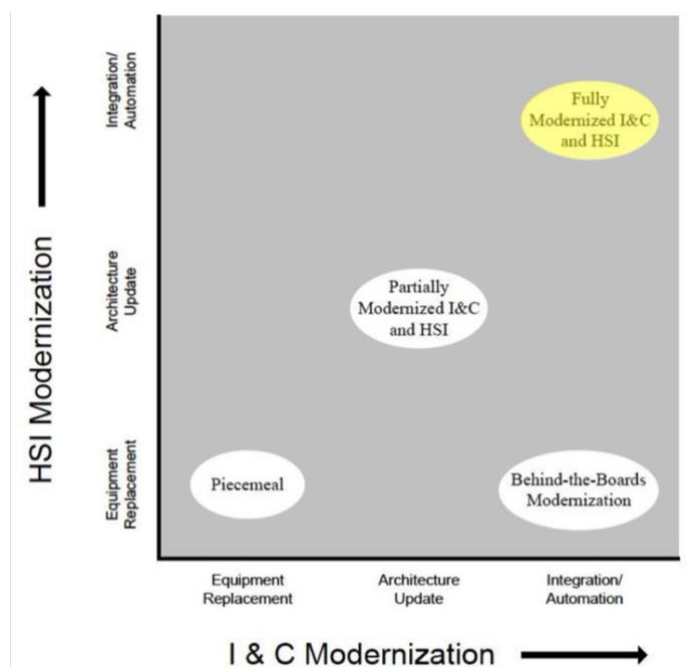 Integration/
Automation
Fully
Modernized I&C
and HSI
HSI Modernization
Architecture
Update
Partially
Modernized I&C
and HSI
Equipment
Replacement
Piecemeal
Behind-the-Boards
Modernization
Equipment
Replacement
Architecture
Update
Integration/
Automation
I & C Modernization